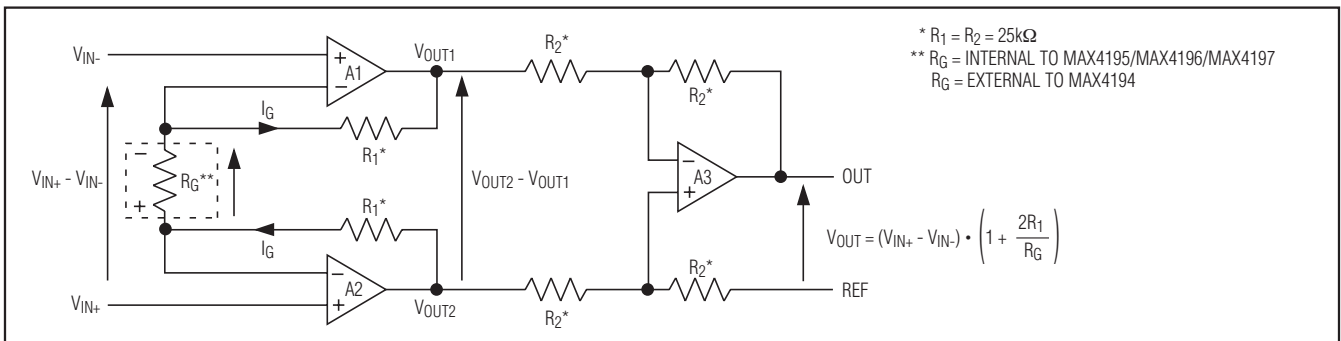 * R1 = R2 = 25kΩ
** RG = INTERNAL TO MAX4195/MAX4196/MAX4197
RG = EXTERNAL TO MAX4194
VIN-
VOUT1
R2*
R2*
+
A1
−
IG
R1*
VIN+ - VIN-
−
RG**
+
VOUT2 - VOUT1
−
A3
+
OUT
R1*
IG
VOUT = (VIN+ - VIN-) • (1 + 2R1/RG)
−
A2
+
VIN+
VOUT2
R2*
R2*
REF